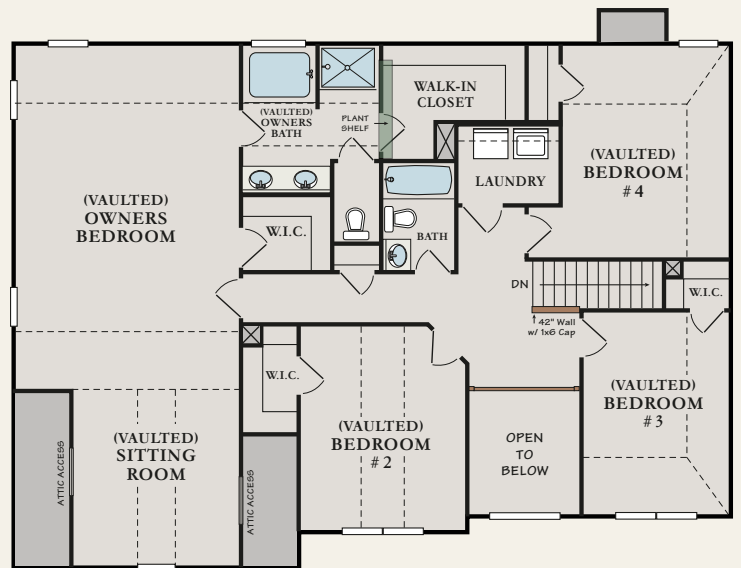 WALK-IN
CLOSET
(VAULTED)
OWNERS
BATH
PLANT
SHELF
(VAULTED)
BEDROOM
#4
LAUNDRY
(VAULTED)
OWNERS
BEDROOM
W.I.C.
BATH
DN
W.I.C.
42" Wall
w/ 1x6 Cap
W.I.C.
(VAULTED)
BEDROOM
#3
(VAULTED)
SITTING
ROOM
(VAULTED)
BEDROOM
#2
OPEN
TO
BELOW
ATTIC ACCESS
ATTIC ACCESS